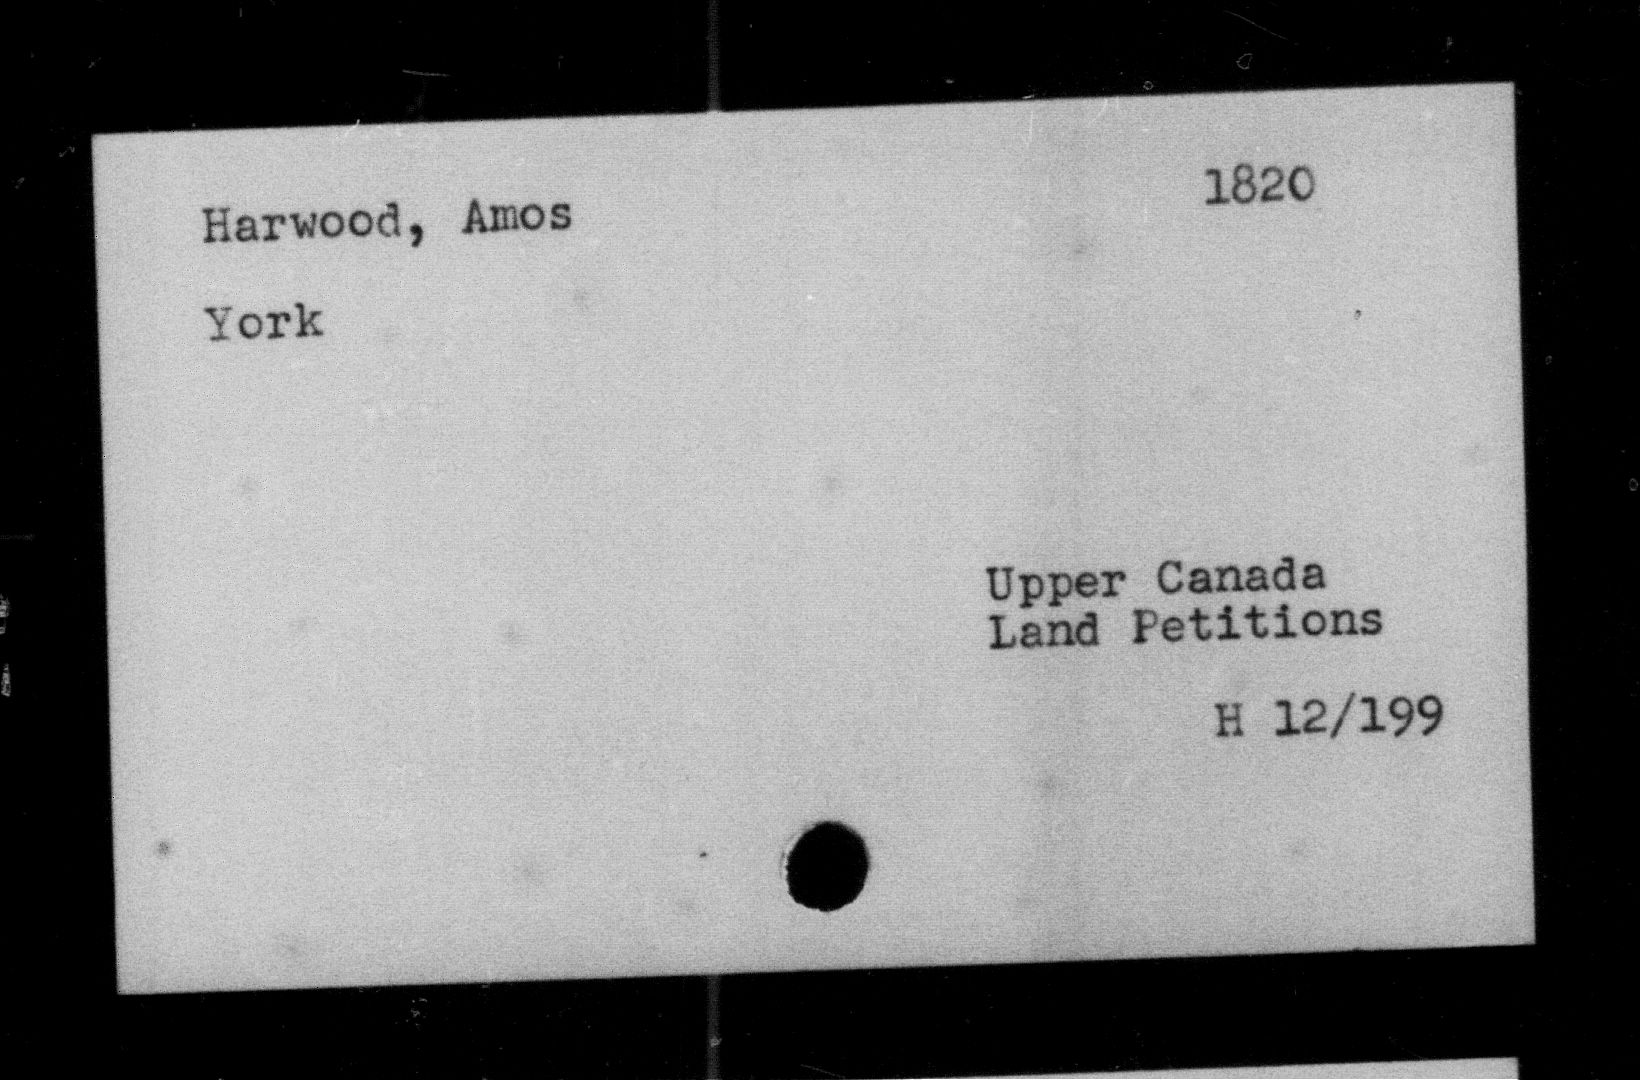 Harwood, Amos 1820
York
Upper Canada
Land Petitions
H 12/199